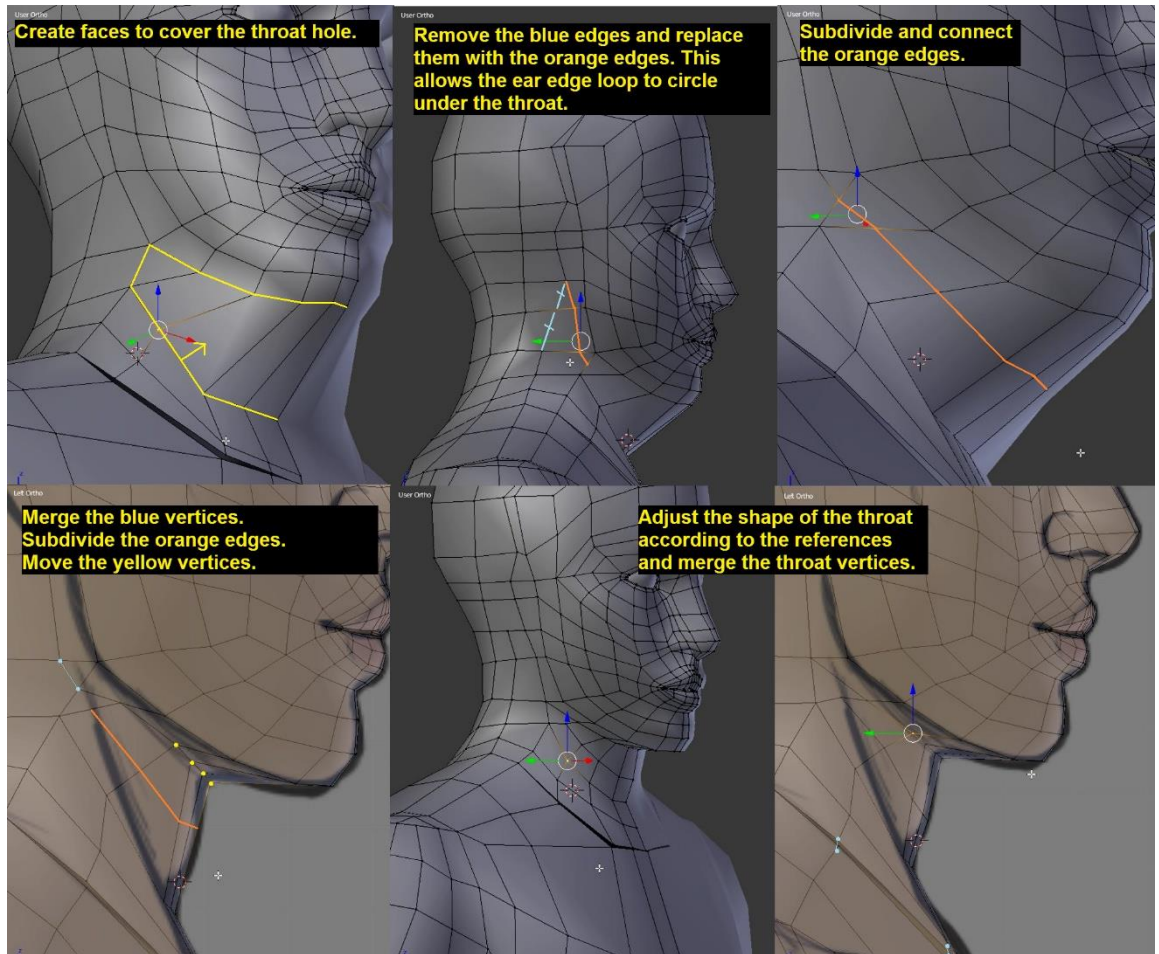 User Ortho
Create faces to cover the throat hole.
User Ortho
Remove the blue edges and replace
them with the orange edges. This
allows the ear edge loop to circle
under the throat.
User Ortho
Subdivide and connect
the orange edges.
Left Ortho
Merge the blue vertices.
Subdivide the orange edges.
Move the yellow vertices.
User Ortho
Left Ortho
Adjust the shape of the throat
according to the references
and merge the throat vertices.